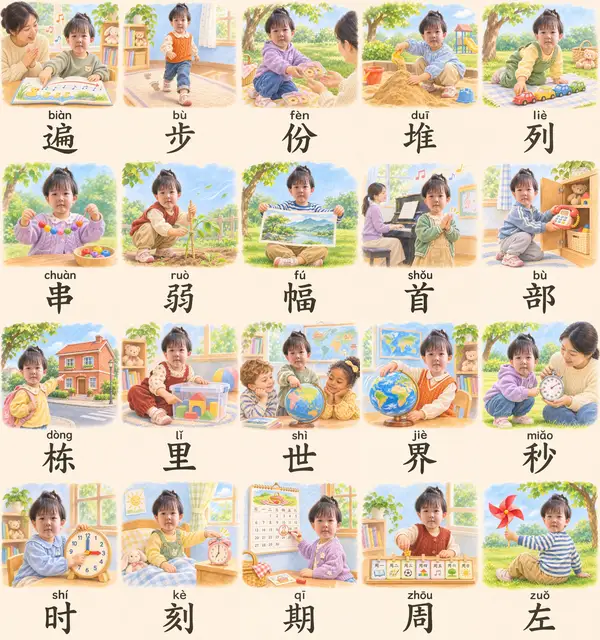 biàn bù fèn duī liè
遍 步 份 堆 列
chuàn ruò fú shǒu bù
串 弱 幅 首 部
dòng lǐ shì jiè miǎo
栋 里 世 界 秒
shí kè qī zhōu zuǒ
时 刻 期 周 左